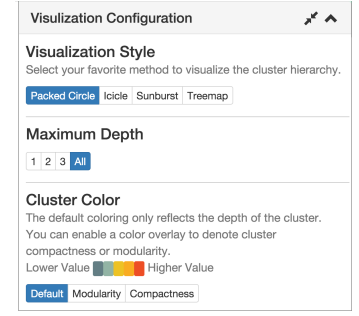 Visulization Configuration
Visualization Style
Select your favorite method to visualize the cluster hierarchy.
Packed Circle Icicle Sunburst Treemap
Maximum Depth
1 2 3 All
Cluster Color
The default coloring only reflects the depth of the cluster.
You can enable a color overlay to denote cluster
compactness or modularity.
Lower Value Higher Value
Default Modularity Compactness